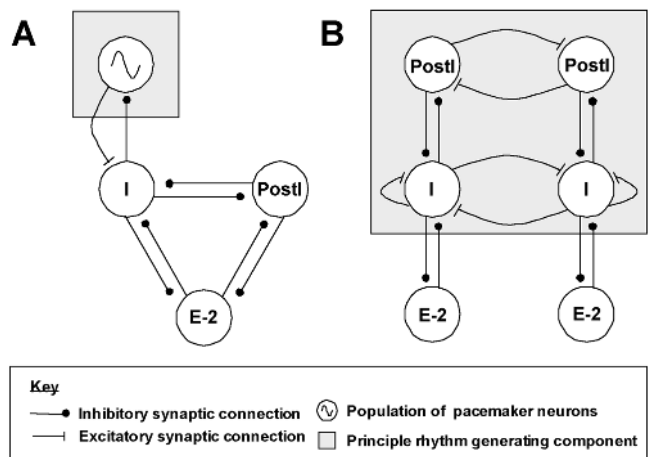 A
B
PostI
PostI
I
PostI
I
I
E-2
E-2
E-2
Key
Inhibitory synaptic connection
Population of pacemaker neurons
Excitatory synaptic connection
Principle rhythm generating component